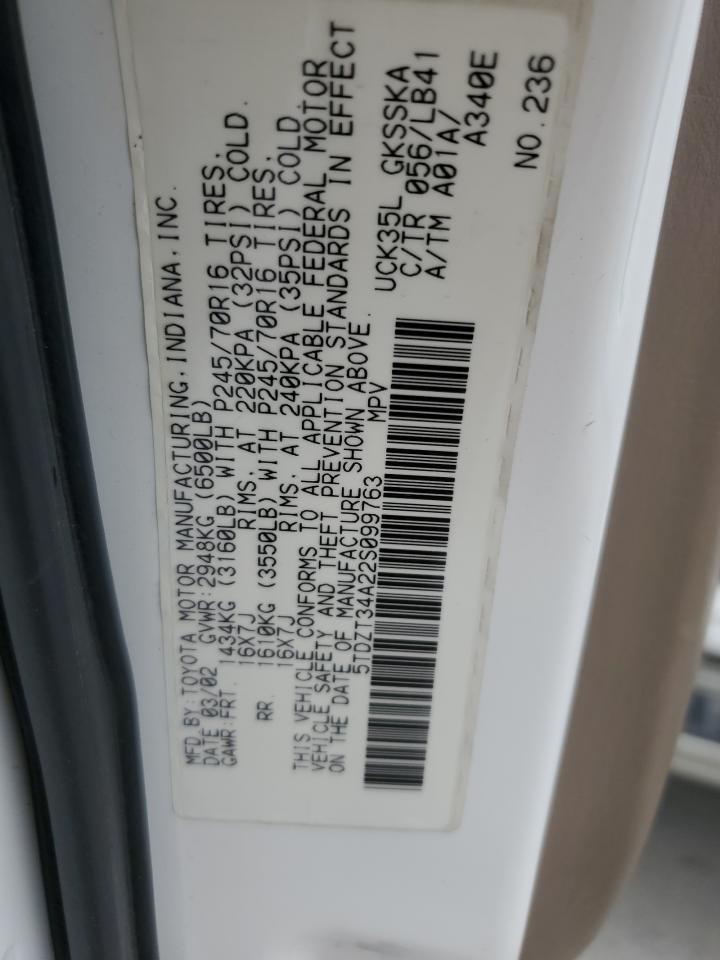 MFD.BY:TOYOTA MOTOR MANUFACTURING,INDIANA,INC.
DATE 03/02 GVWR:2948KG (6500LB)
GAWR:FRT. 1434KG (3160LB) WITH P245/70R16 TIRES.
16X7J RIMS. AT 220KPA (32PSI) COLD.
RR. 1610KG (3550LB) WITH P245/70R16 TIRES.
16X7J RIMS. AT 240KPA (35PSI) COLD.
THIS VEHICLE CONFORMS TO ALL APPLICABLE FEDERAL MOTOR
VEHICLE SAFETY AND THEFT PREVENTION STANDARDS IN EFFECT
ON THE DATE OF MANUFACTURE SHOWN ABOVE.
5TDZT34A22S099763 MPV
UCK35L GKSSKA
C/TR 056/LB41
A/TM A01A/
A340E
NO.236